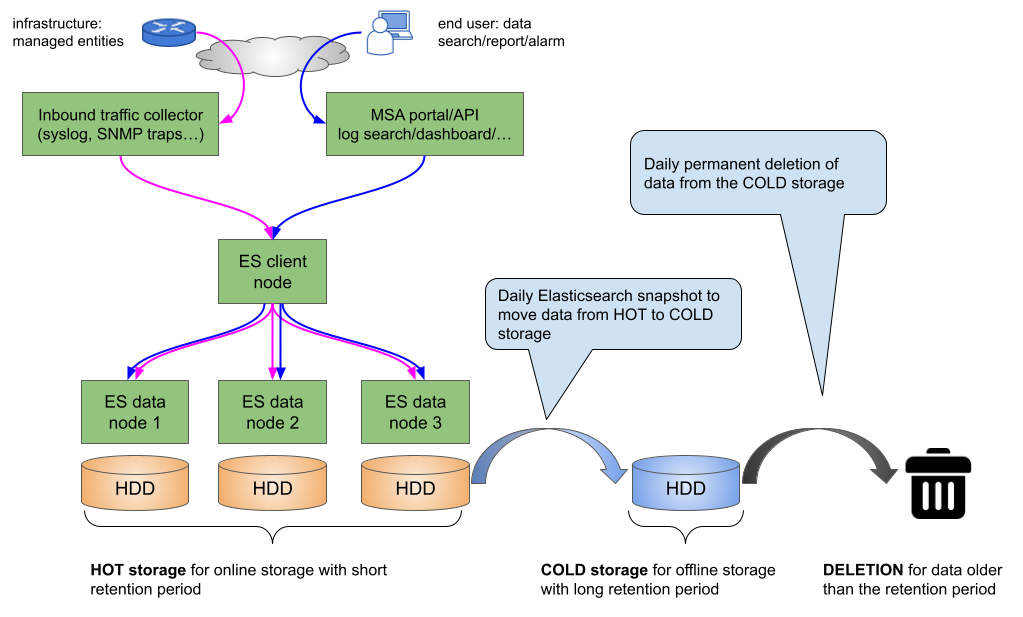 infrastructure:
managed entities
end user: data
search/report/alarm
Inbound traffic collector
(syslog, SNMP traps…)
MSA portal/API
log search/dashboard/…
Daily permanent deletion of
data from the COLD storage
ES client
node
Daily Elasticsearch snapshot to
move data from HOT to COLD
storage
ES data
node 1
ES data
node 2
ES data
node 3
HDD
HDD
HDD
HDD
HOT storage for online storage with short
retention period
COLD storage for offline storage
with long retention period
DELETION for data older
than the retention period